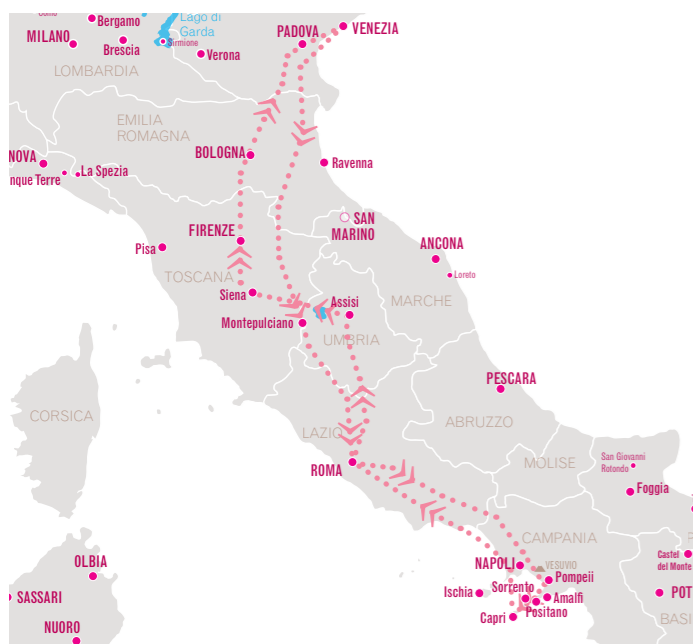 Como
Bergamo
Lago di
Garda
PADOVA
VENEZIA
MILANO
Brescia
Sirmione
Verona
LOMBARDIA
EMILIA
ROMAGNA
BOLOGNA
Ravenna
NOVA
nque Terre
La Spezia
SAN
MARINO
FIRENZE
Pisa
ANCONA
Loreto
TOSCANA
Siena
Assisi
MARCHE
Montepulciano
UMBRIA
PESCARA
CORSICA
ABRUZZO
LAZIO
MOLISE
San Giovanni
Rotondo
ROMA
Foggia
CAMPANIA
P
NAPOLI
VESUVIO
Castel
del Monte
OLBIA
Pompeii
Sorrento
Ischia
Amalfi
POT
SASSARI
Positano
Capri
BASI
NUORO